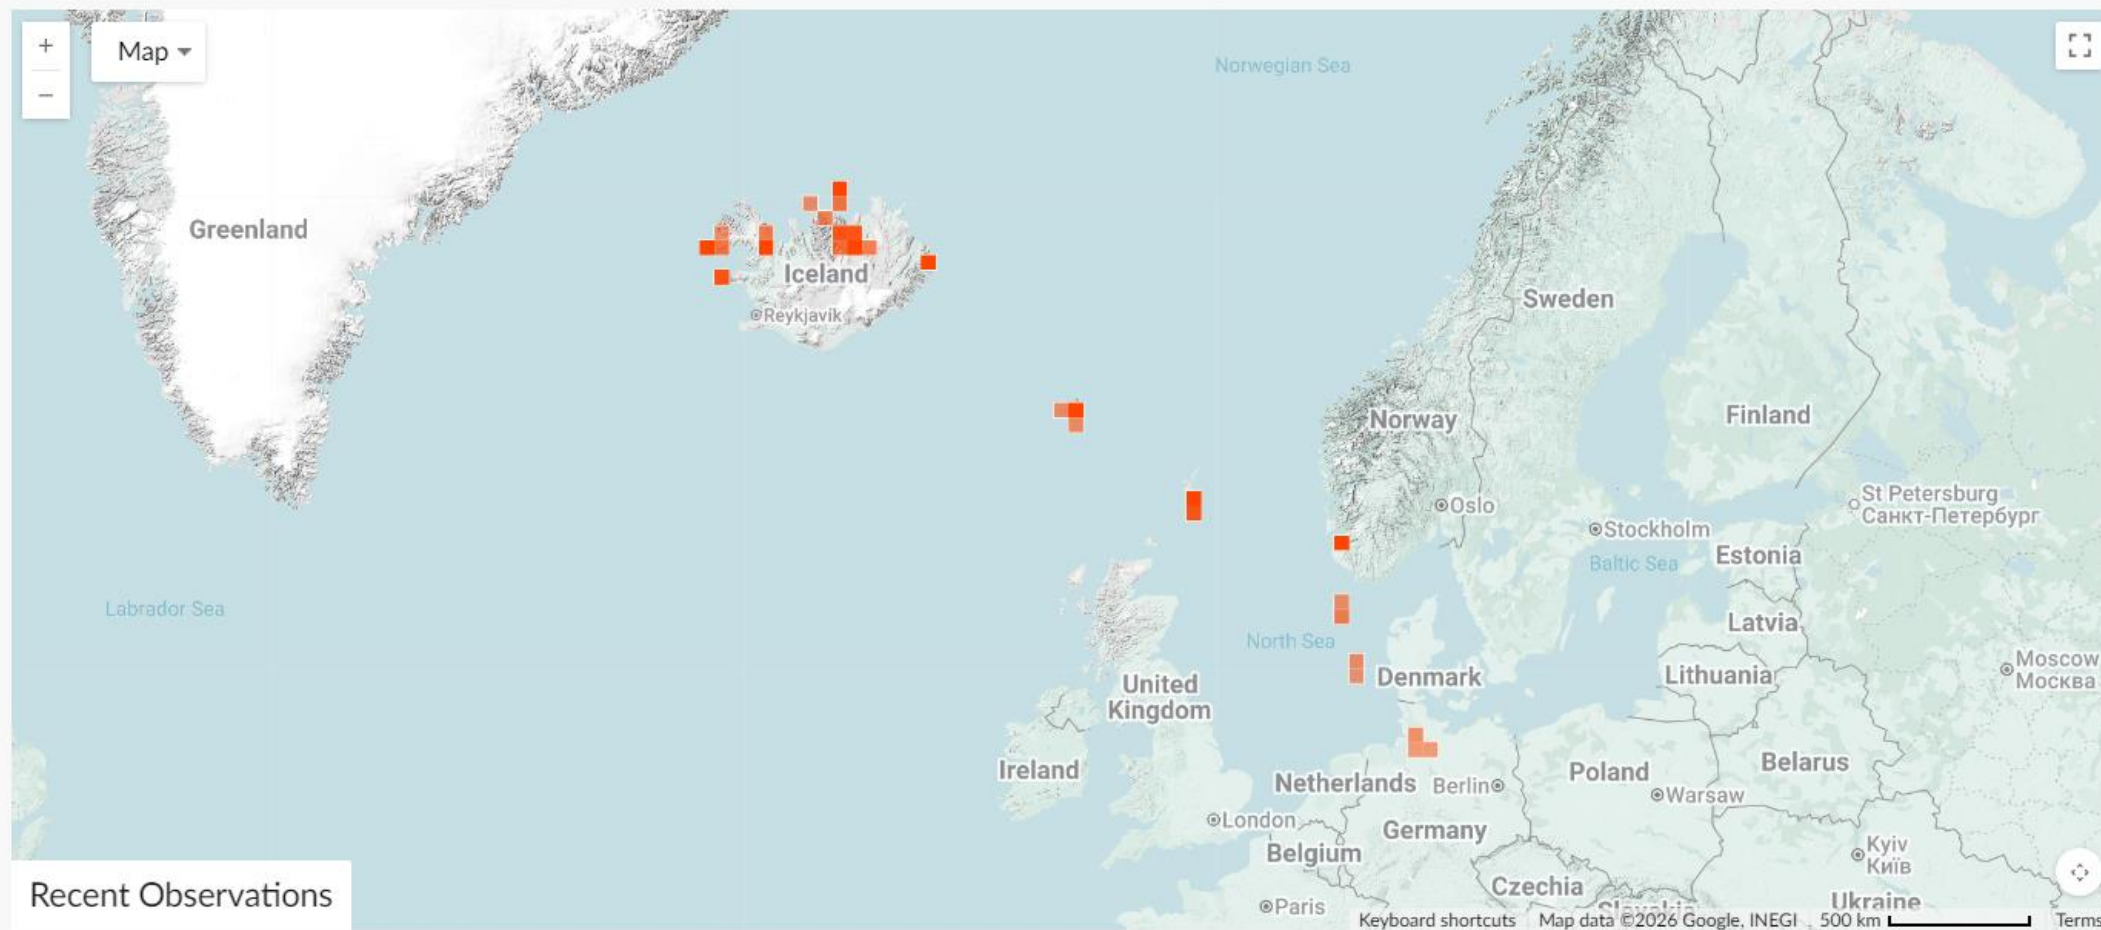 +
Map
−
Norwegian Sea
Greenland
Iceland
Reykjavik
Sweden
Norway
Finland
Oslo
St Petersburg
Санкт-Петербург
Stockholm
Estonia
Baltic Sea
Labrador Sea
Latvia
North Sea
Moscow
Москва
Denmark
Lithuania
United
Kingdom
Belarus
Ireland
Poland
Netherlands
Berlin
Warsaw
London
Germany
Kyiv
Київ
Belgium
Czechia
Recent Observations
Ukraine
Slovakia
Paris
Keyboard shortcuts
Map data ©2026 Google, INEGI
500 km
Terms